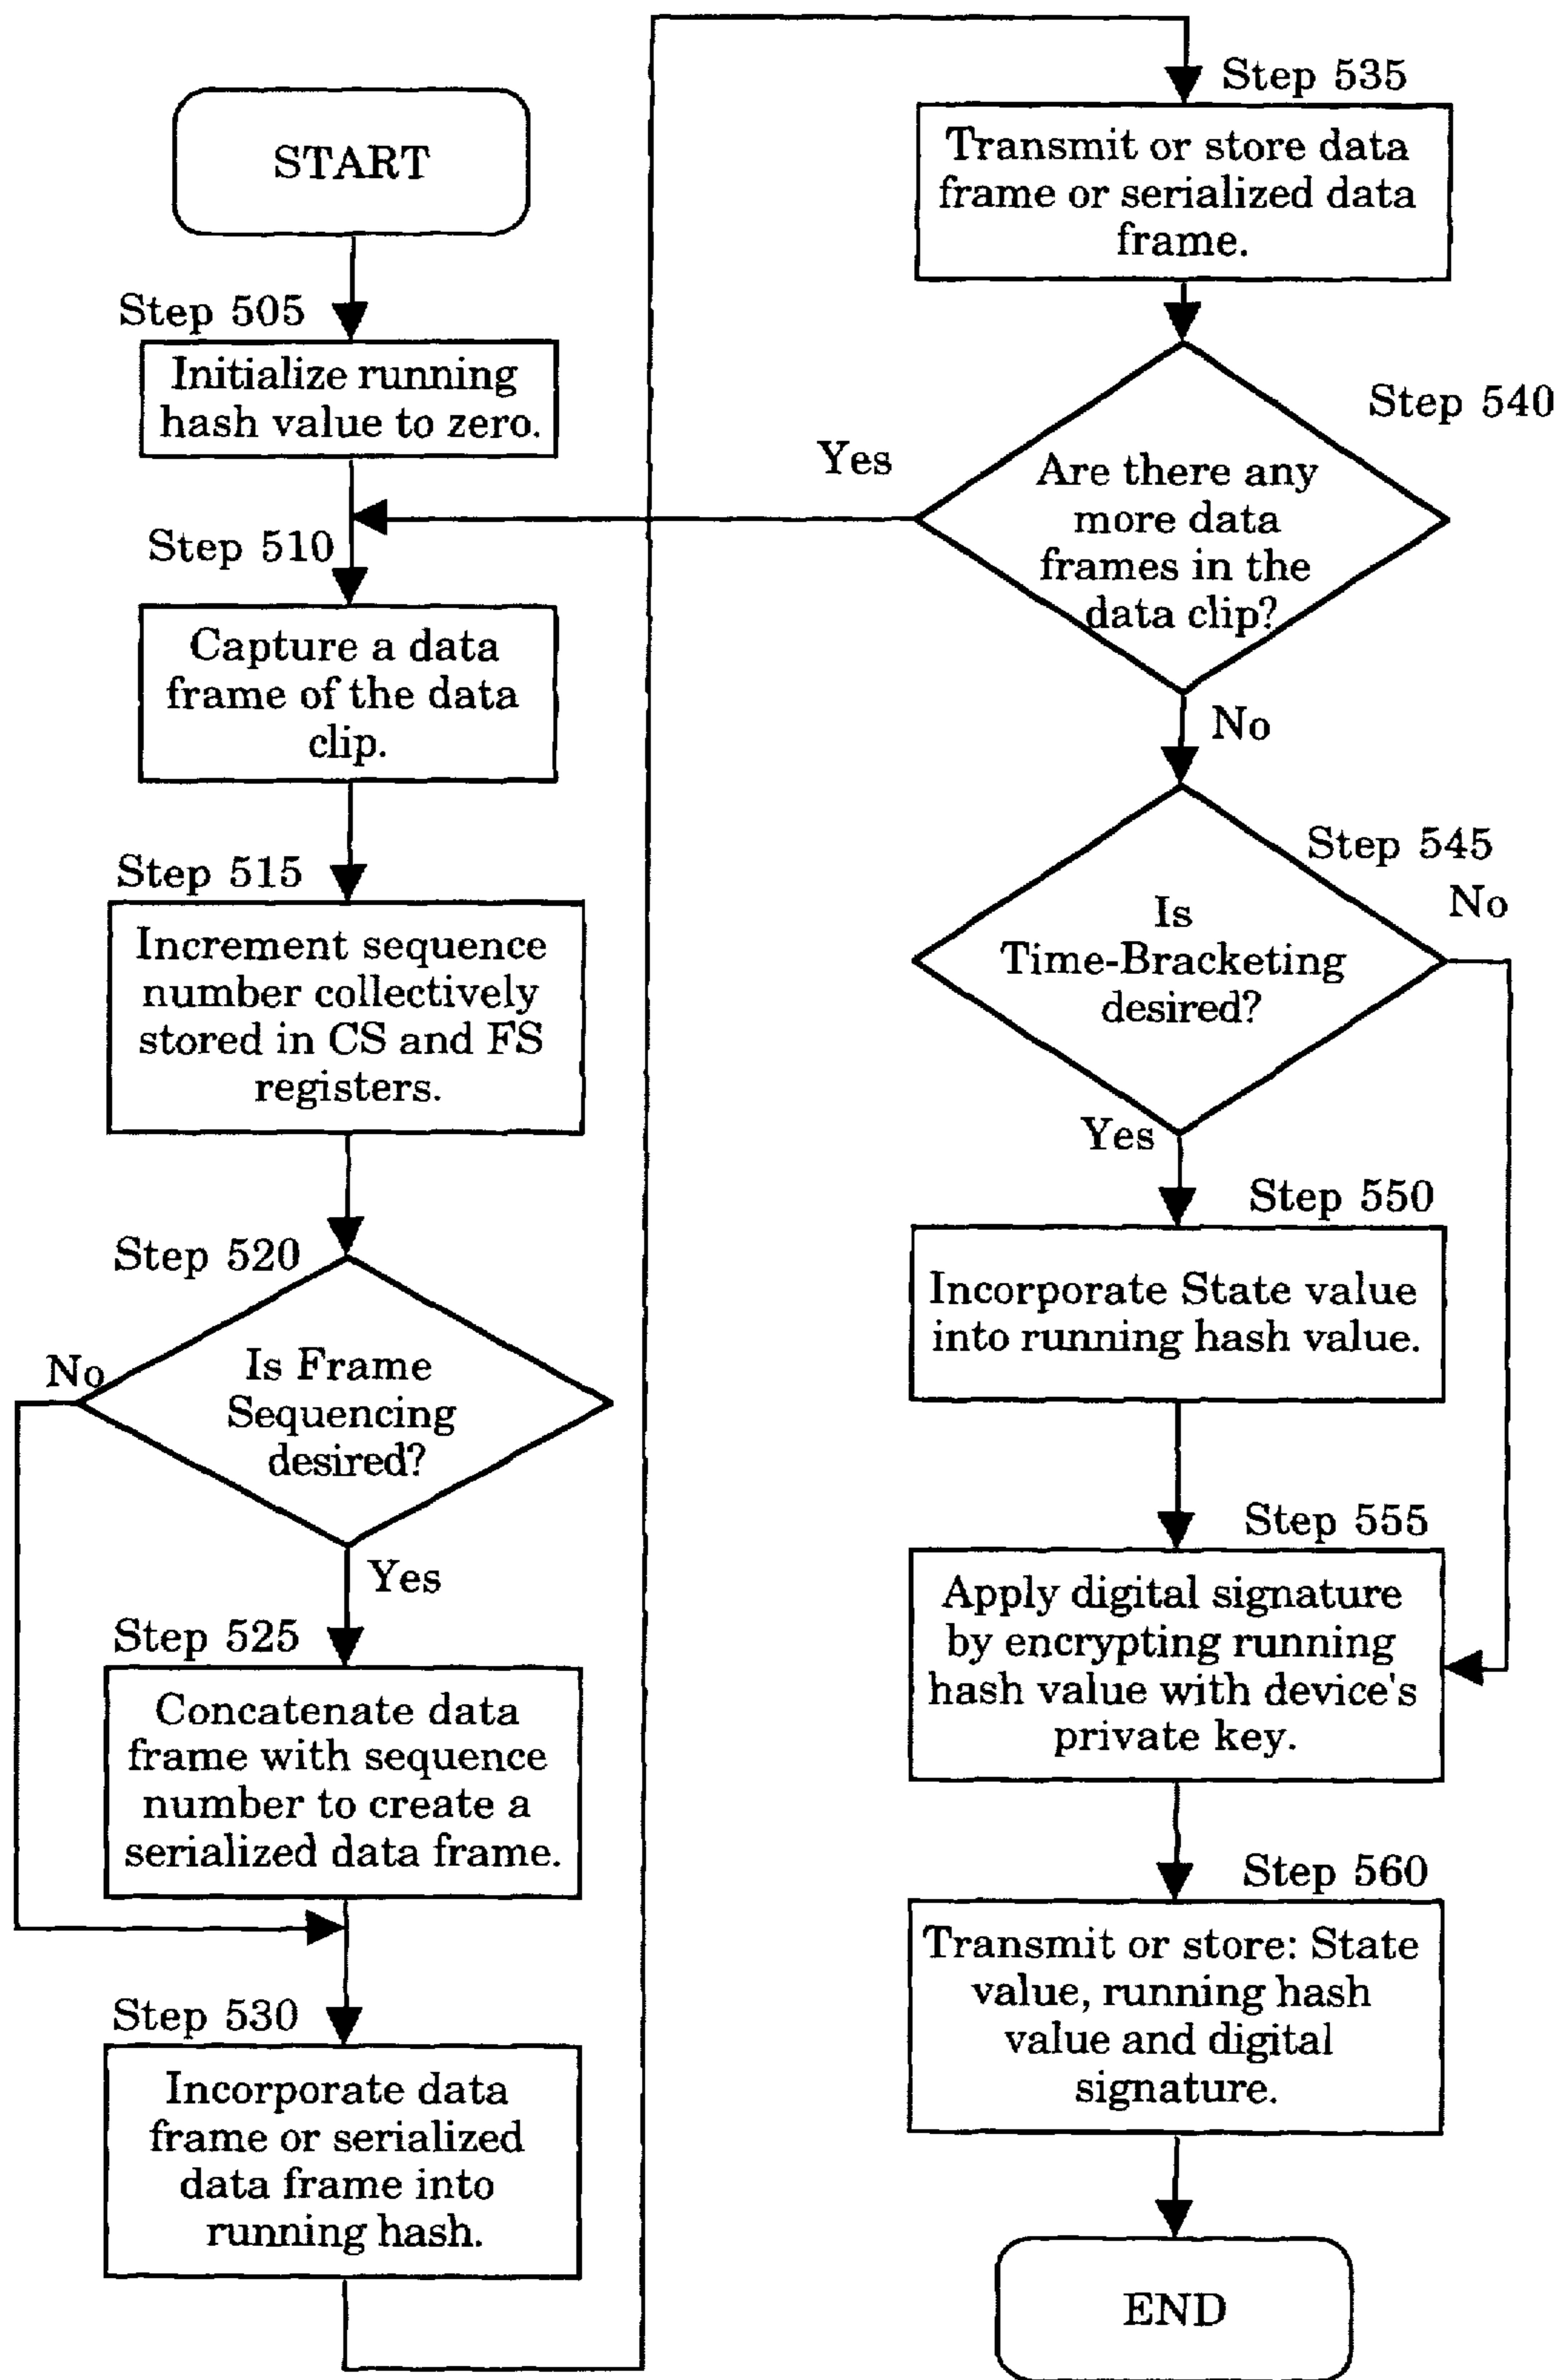 START
Step 505
Initialize running
hash value to zero.
Step 510
Capture a data
frame of the data
clip.
Step 515
Increment sequence
number collectively
stored in CS and FS
registers.
Step 520
No
Is Frame
Sequencing
desired?
Yes
Step 525
Concatenate data
frame with sequence
number to create a
serialized data frame.
Step 530
Incorporate data
frame or serialized
data frame into
running hash.
Step 535
Transmit or store data
frame or serialized data
frame.
Step 540
Yes
Are there any
more data
frames in the
data clip?
No
Step 545
No
Is
Time-Bracketing
desired?
Yes
Step 550
Incorporate State value
into running hash value.
Step 555
Apply digital signature
by encrypting running
hash value with device's
private key.
Step 560
Transmit or store: State
value, running hash
value and digital
signature.
END